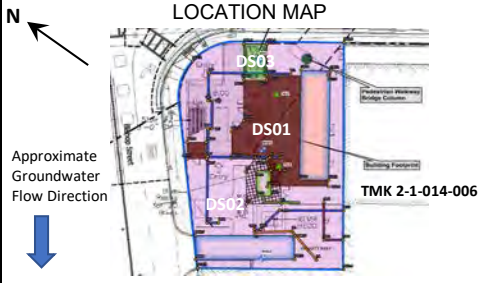 LOCATION MAP
N
DS03
Pedestrian Walkway
Bridge Column
DS01
Building Footprint
Approximate
Groundwater
Flow Direction
TMK 2-1-014-006
DS02